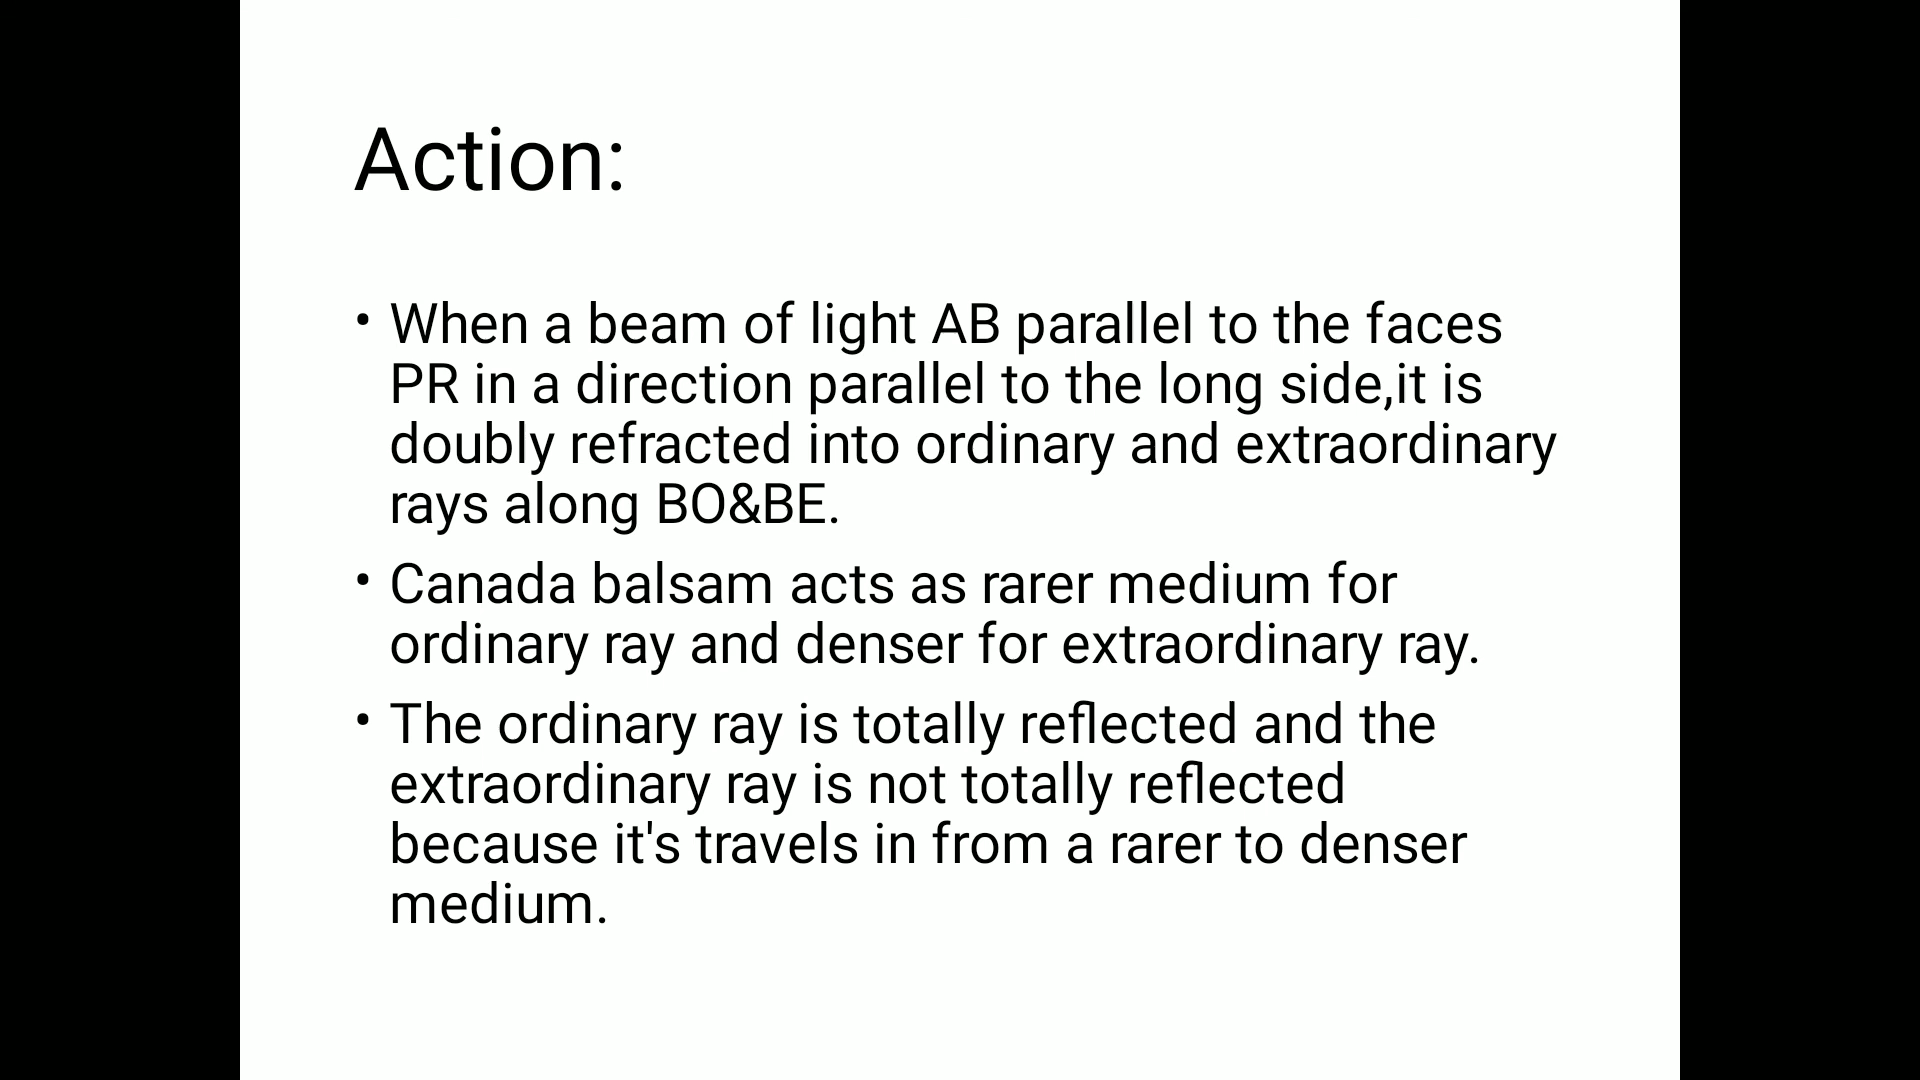 Action:
• When a beam of light AB parallel to the faces
PR in a direction parallel to the long side,it is
doubly refracted into ordinary and extraordinary
rays along BO&BE.
• Canada balsam acts as rarer medium for
ordinary ray and denser for extraordinary ray.
• The ordinary ray is totally reflected and the
extraordinary ray is not totally reflected
because it's travels in from a rarer to denser
medium.